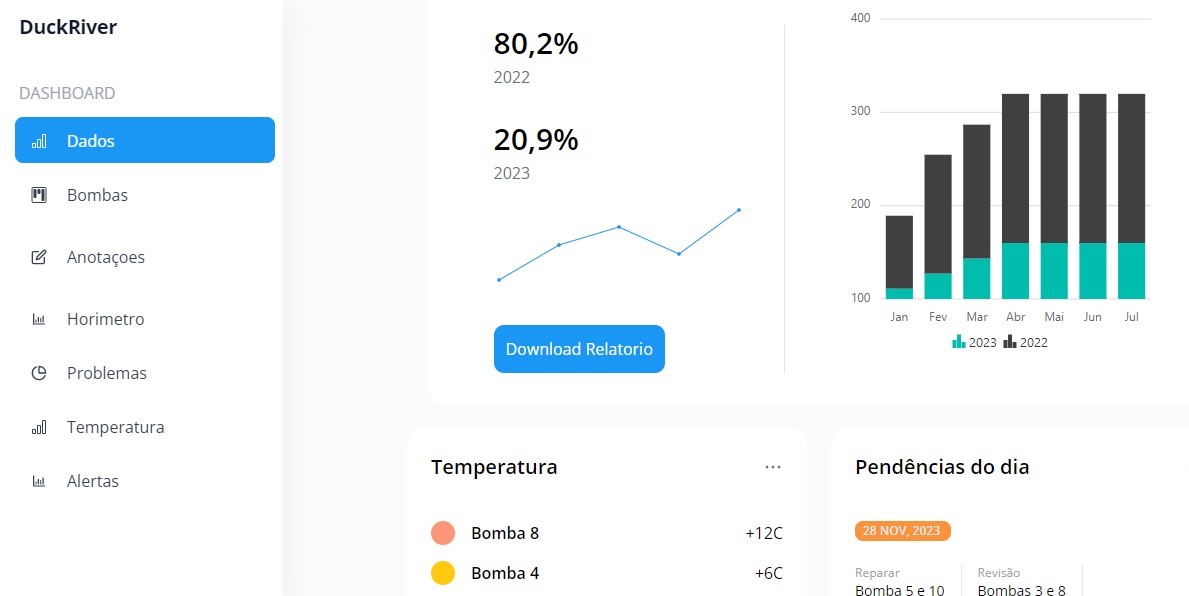 DuckRiver
DASHBOARD
Dados
Bombas
Anotaçoes
Horimetro
Problemas
Temperatura
Alertas
80,2%
2022
20,9%
2023
Download Relatorio
400
300
200
100
Jan Fev Mar Abr Mai Jun Jul
2023 2022
Temperatura
Bomba 8 +12C
Bomba 4 +6C
Pendências do dia
28 NOV, 2023
Reparar Revisão
Bomba 5 e 10 Bombas 3 e 8